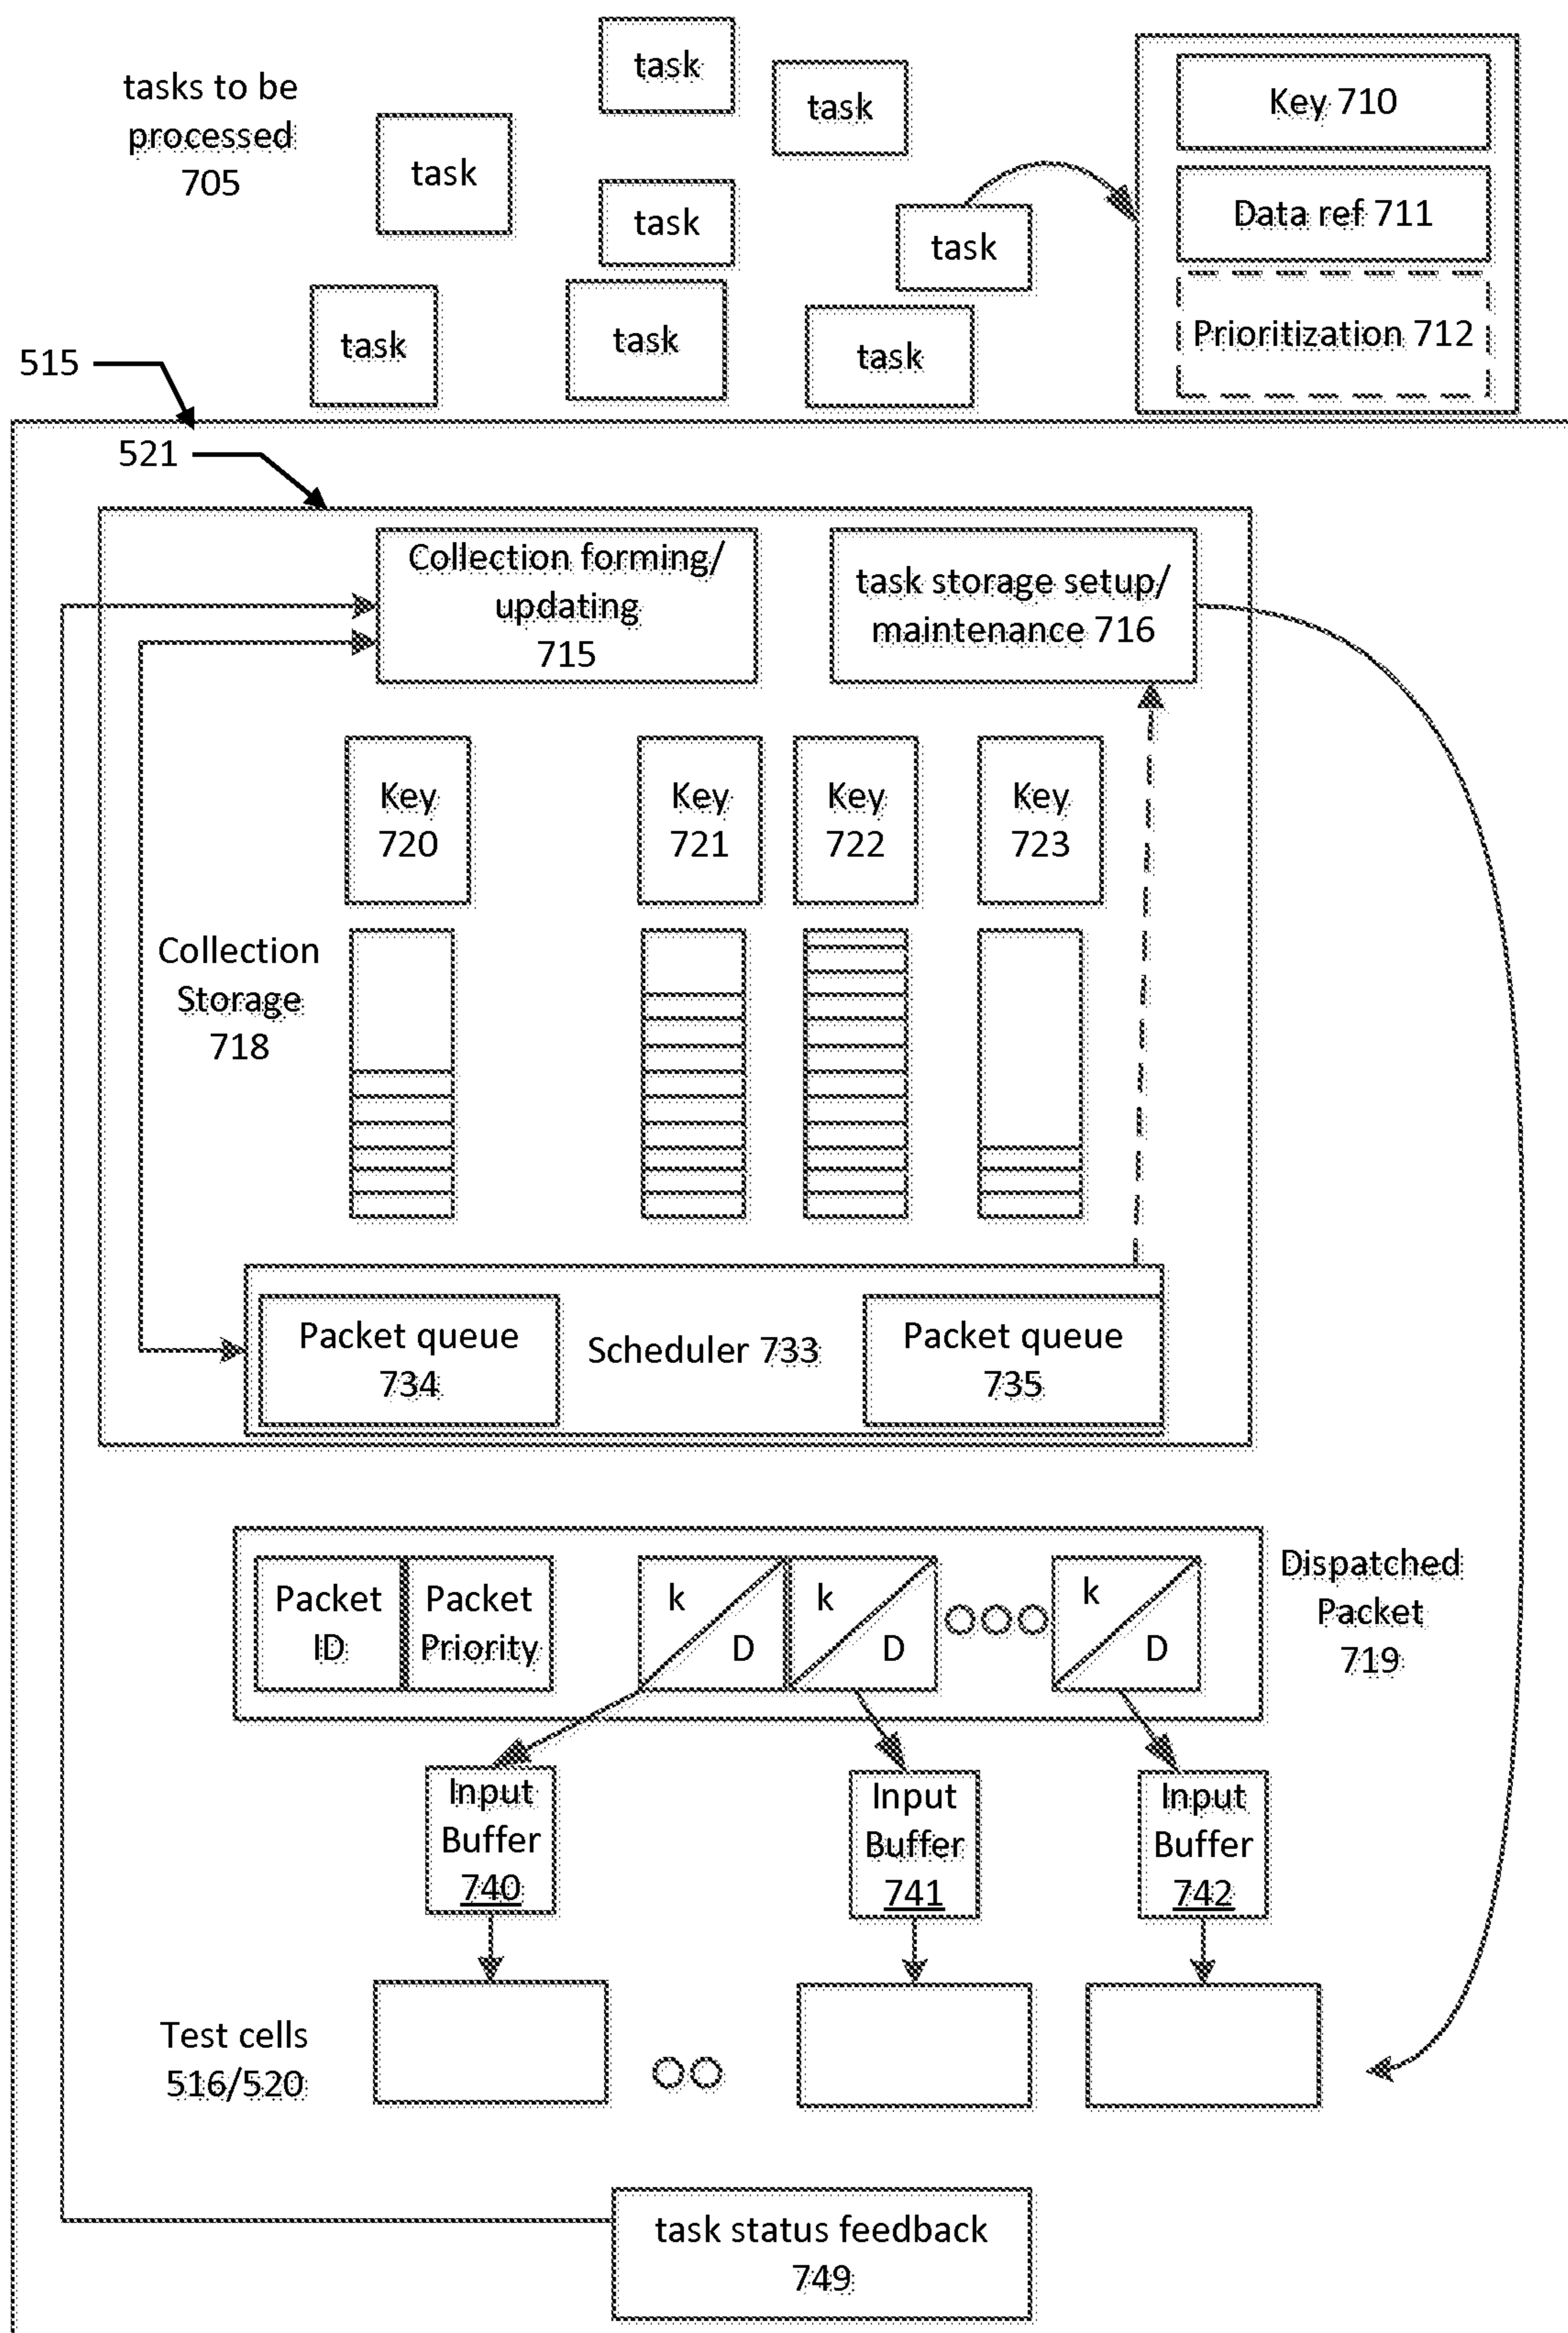 tasks to be
processed
705
task
task
task
task
task
task
task
task
Key 710
Data ref 711
Prioritization 712
515
521
Collection forming/
updating
715
task storage setup/
maintenance 716
Key
720
Key
721
Key
722
Key
723
Collection
Storage
718
Packet queue
734
Scheduler 733
Packet queue
735
Packet
ID
Packet
Priority
k
D
k
D
k
D
Dispatched
Packet
719
Input
Buffer
740
Input
Buffer
741
Input
Buffer
742
Test cells
516/520
task status feedback
749